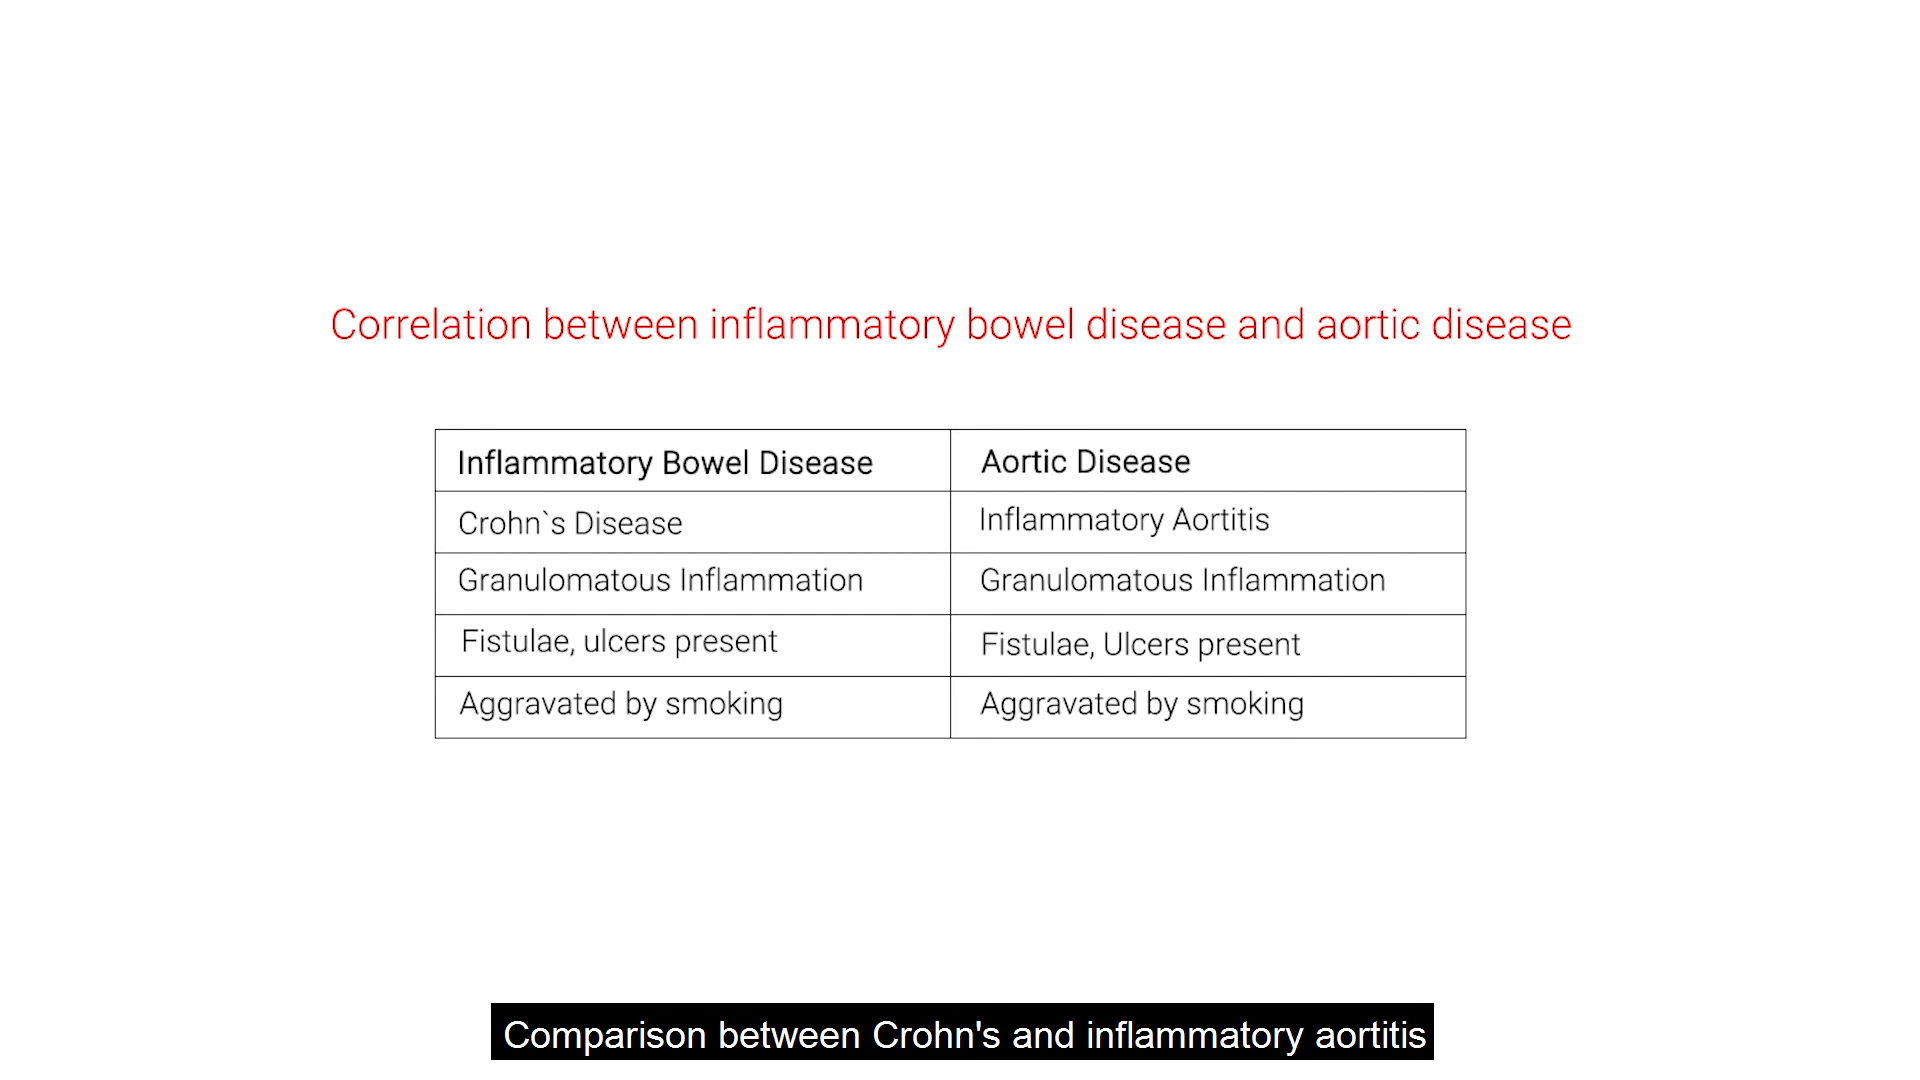 Correlation between inflammatory bowel disease and aortic disease
Inflammatory Bowel Disease
Aortic Disease
Crohn`s Disease
Inflammatory Aortitis
Granulomatous Inflammation
Granulomatous Inflammation
Fistulae, ulcers present
Fistulae, Ulcers present
Aggravated by smoking
Aggravated by smoking
Comparison between Crohn's and inflammatory aortitis